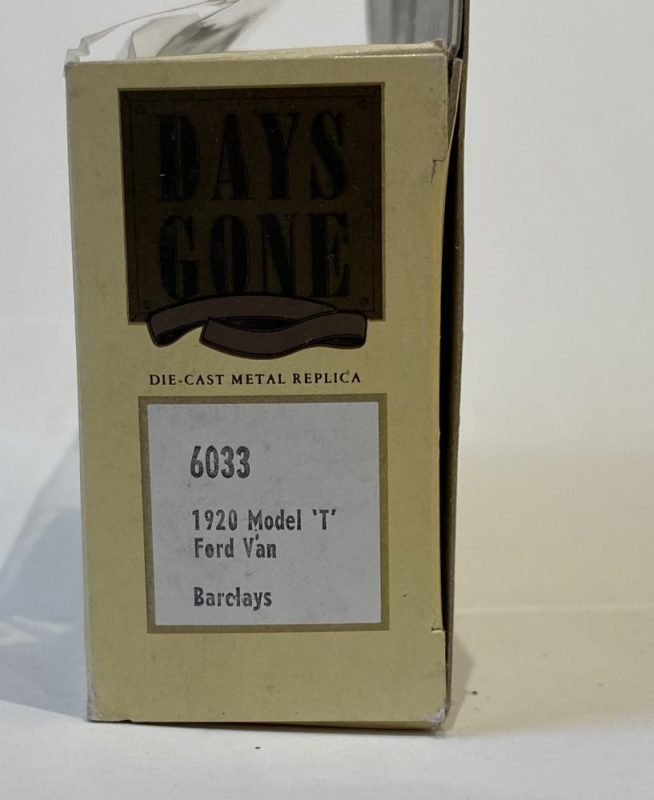 DAYS
GONE
DIE-CAST METAL REPLICA
6033
1920 Model 'T'
Ford Van
Barclays